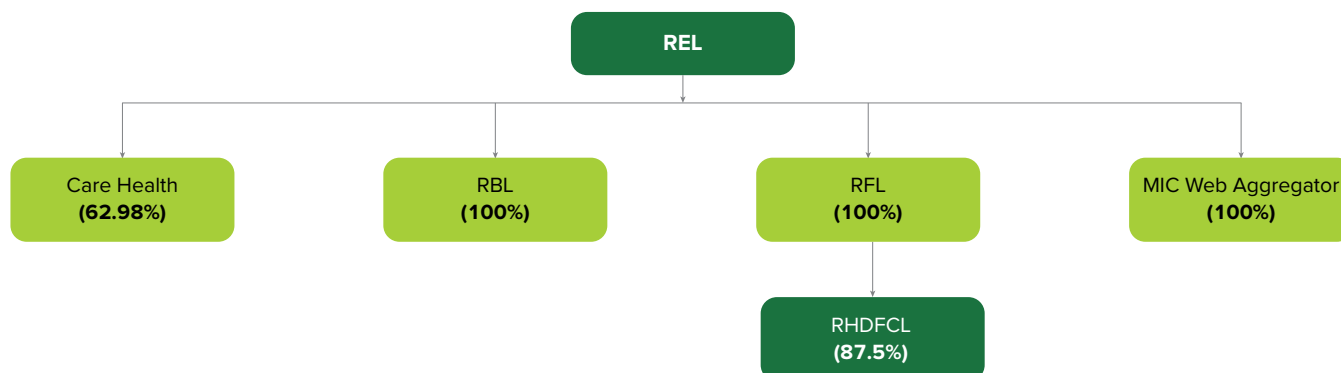 REL
Care Health
(62.98%)
RBL
(100%)
RFL
(100%)
MIC Web Aggregator
(100%)
RHDFCL
(87.5%)